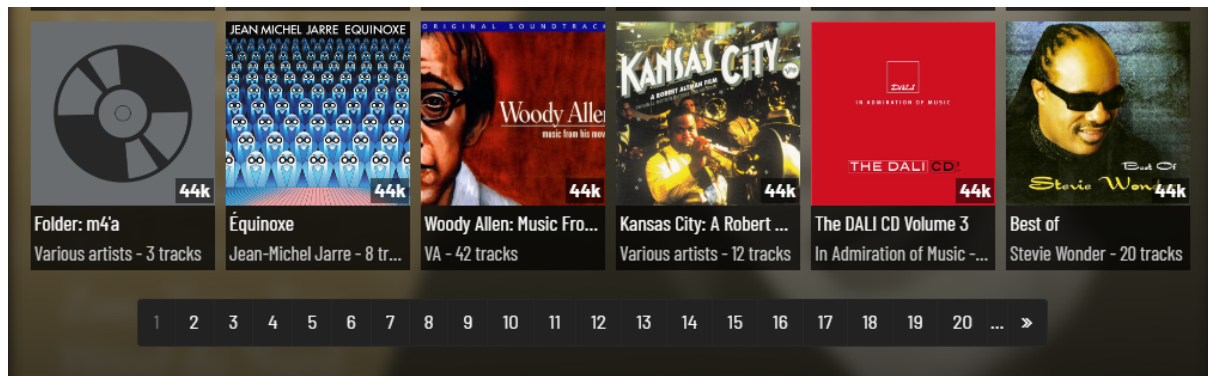 JEAN MICHEL JARRE EQUINOXE
ORIGINAL SOUNDTRACK
Woody Allen
music from his mov
KANSAS CITY
A ROBERT ALTMAN FILM
DALI
IN ADMIRATION OF MUSIC
THE DALI CD
Best Of
Stevie Wond
44k
44k
44k
44k
44k
44k
Folder: m4'a
Various artists - 3 tracks
Équinoxe
Jean-Michel Jarre - 8 tr...
Woody Allen: Music Fro...
VA - 42 tracks
Kansas City: A Robert ...
Various artists - 12 tracks
The DALI CD Volume 3
In Admiration of Music -...
Best of
Stevie Wonder - 20 tracks
1 2 3 4 5 6 7 8 9 10 11 12 13 14 15 16 17 18 19 20 ... »